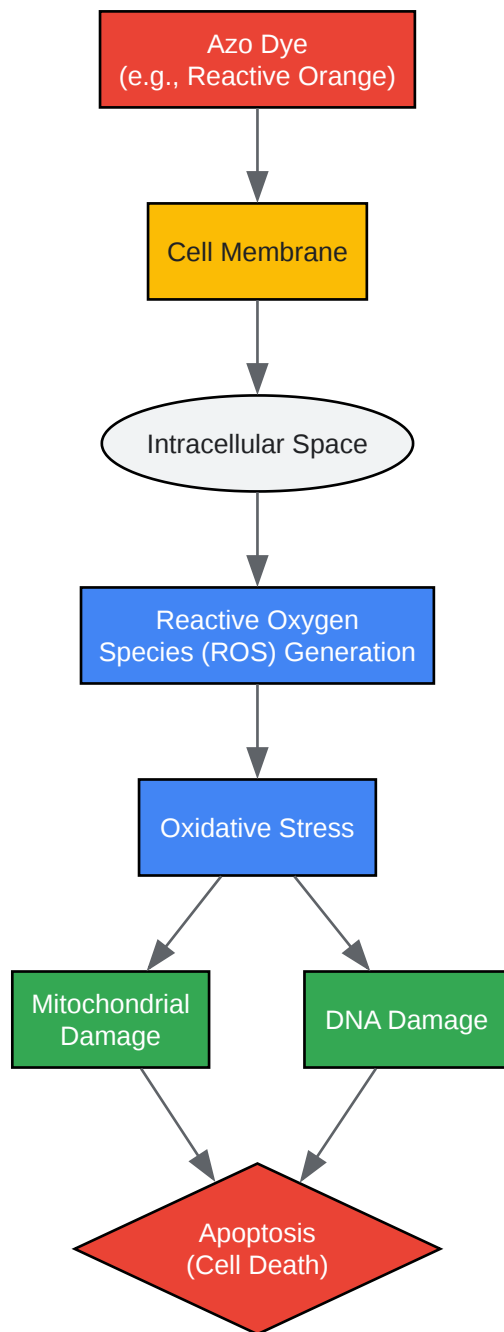 Azo Dye
(e.g., Reactive Orange)
Cell Membrane
Intracellular Space
Reactive Oxygen
Species (ROS) Generation
Oxidative Stress
Mitochondrial
Damage
DNA Damage
Apoptosis
(Cell Death)